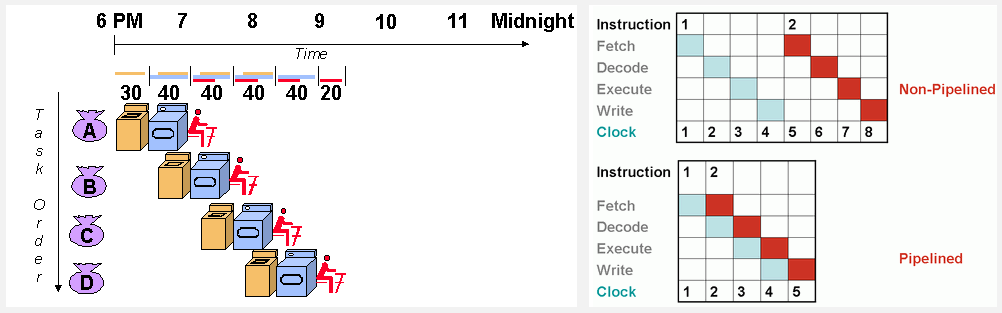 6 PM 7 8 9 10 11 Midnight
Time
30 40 40 40 40 20
Task Order
A
B
C
D
Instruction 1 2
Fetch
Decode
Execute
Write
Clock 1 2 3 4 5 6 7 8
Non-Pipelined
Instruction 1 2
Fetch
Decode
Execute
Write
Clock 1 2 3 4 5
Pipelined